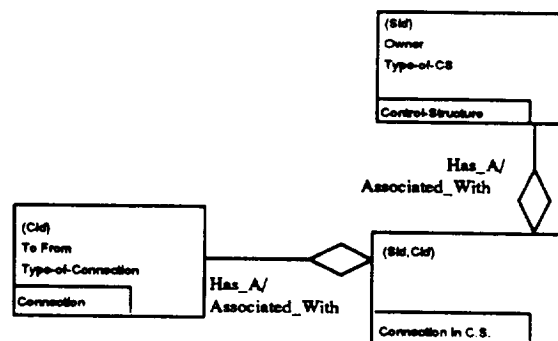 (Sid)
Owner
Type-of-CS
Control-Structure
Has_A/
Associated_With
(Cid)
To From
Type-of-Connection
Connection
Has_A/
Associated_With
(Sid,Cid)
Connection in C.S.